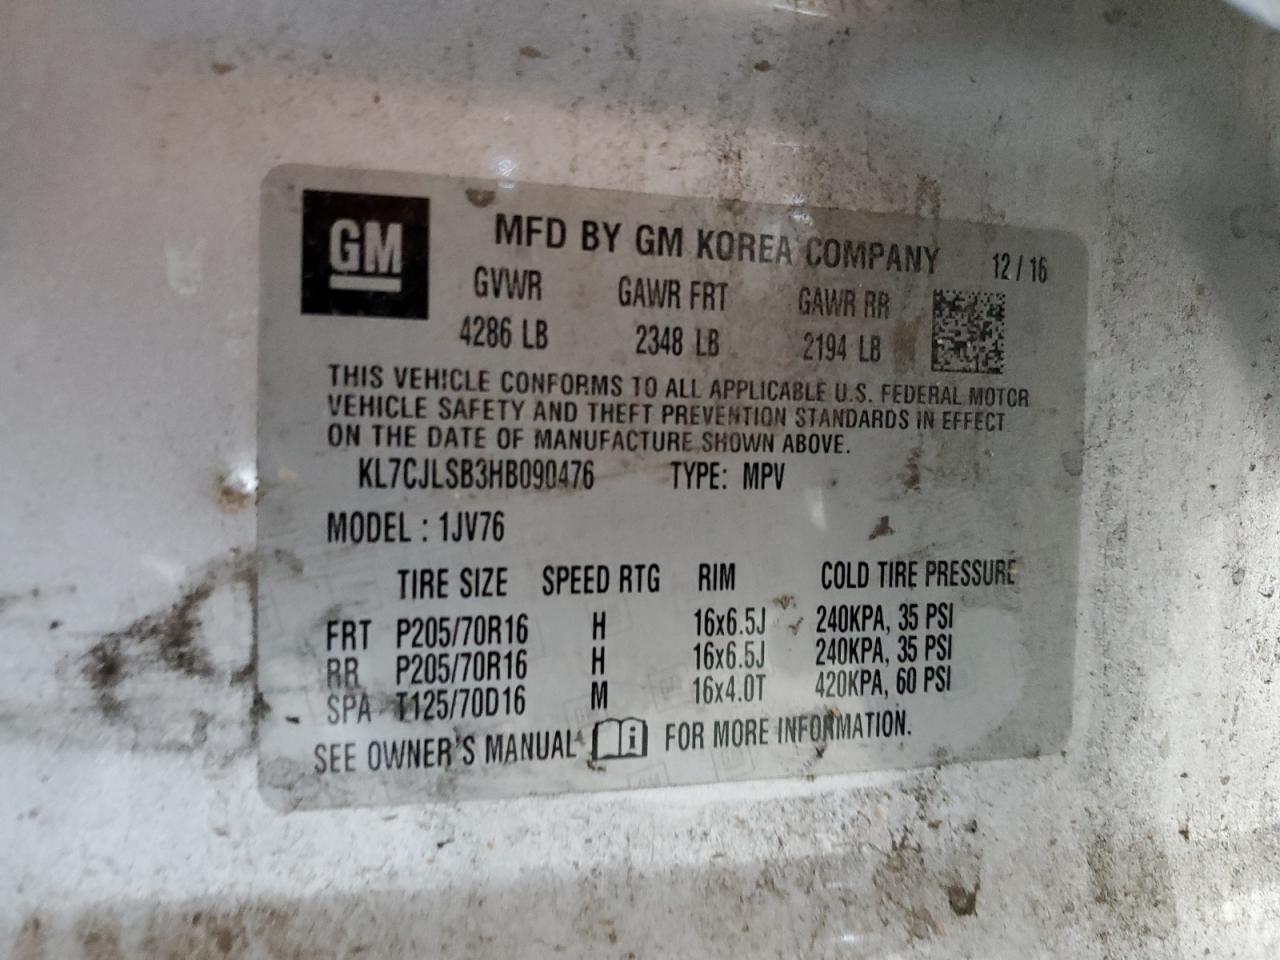 GM
MFD BY GM KOREA COMPANY 12 / 16
GVWR GAWR FRT GAWR RR
4286 LB 2348 LB 2194 LB
THIS VEHICLE CONFORMS TO ALL APPLICABLE U.S. FEDERAL MOTOR
VEHICLE SAFETY AND THEFT PREVENTION STANDARDS IN EFFECT
ON THE DATE OF MANUFACTURE SHOWN ABOVE.
KL7CJLSB3HB090476 TYPE: MPV
MODEL : 1JV76
TIRE SIZE SPEED RTG RIM COLD TIRE PRESSURE
FRT P205/70R16 H 16x6.5J 240KPA, 35 PSI
RR P205/70R16 H 16x6.5J 240KPA, 35 PSI
SPA T125/70D16 M 16x4.0T 420KPA, 60 PSI
SEE OWNER'S MANUAL i FOR MORE INFORMATION.